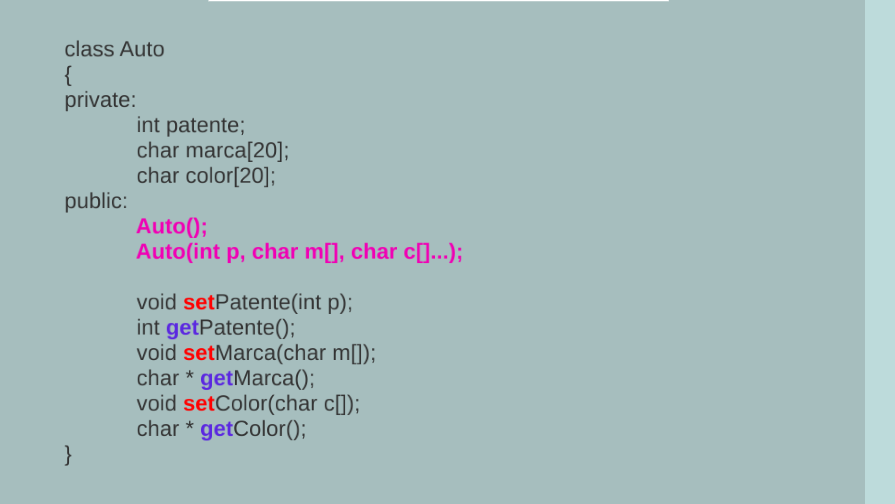 class Auto
{
private:
int patente;
char marca[20];
char color[20];
public:
Auto();
Auto(int p, char m[], char c[]...);
void setPatente(int p);
int getPatente();
void setMarca(char m[]);
char * getMarca();
void setColor(char c[]);
char * getColor();
}